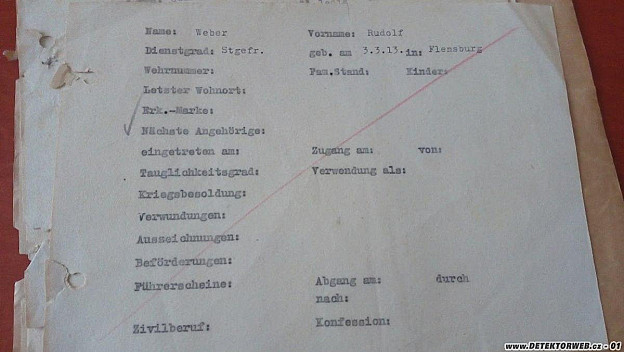 Name: Weber Vorname: Rudolf
Dienstgrad: Stgefr. geb. am 3.3.13. in: Flensburg
Wehrnummer: Fam.Stand: Kinder:
Letzter Wohnort:
Erk.-Marke:
Nächste Angehörige:
eingetreten am: Zugang am: von:
Tauglichkeitsgrad: Verwendung als:
Kriegsbesoldung:
Verwundungen:
Auszeichnungen:
Beförderungen:
Führerscheine: Abgang am: durch
nach:
Zivilberuf: Konfession:
www.DETEKTORWEB.cz - 01